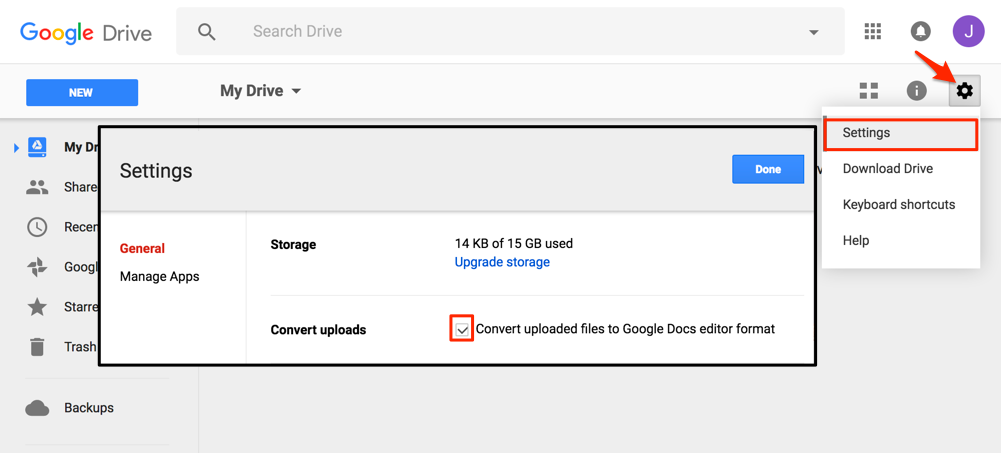 Google Drive
Search Drive
J
NEW
My Drive
Settings
Download Drive
Keyboard shortcuts
Help
My Dr
Share
Recen
Googl
Starre
Trash
Backups
Settings
Done
General
Manage Apps
Storage
14 KB of 15 GB used
Upgrade storage
Convert uploads
Convert uploaded files to Google Docs editor format